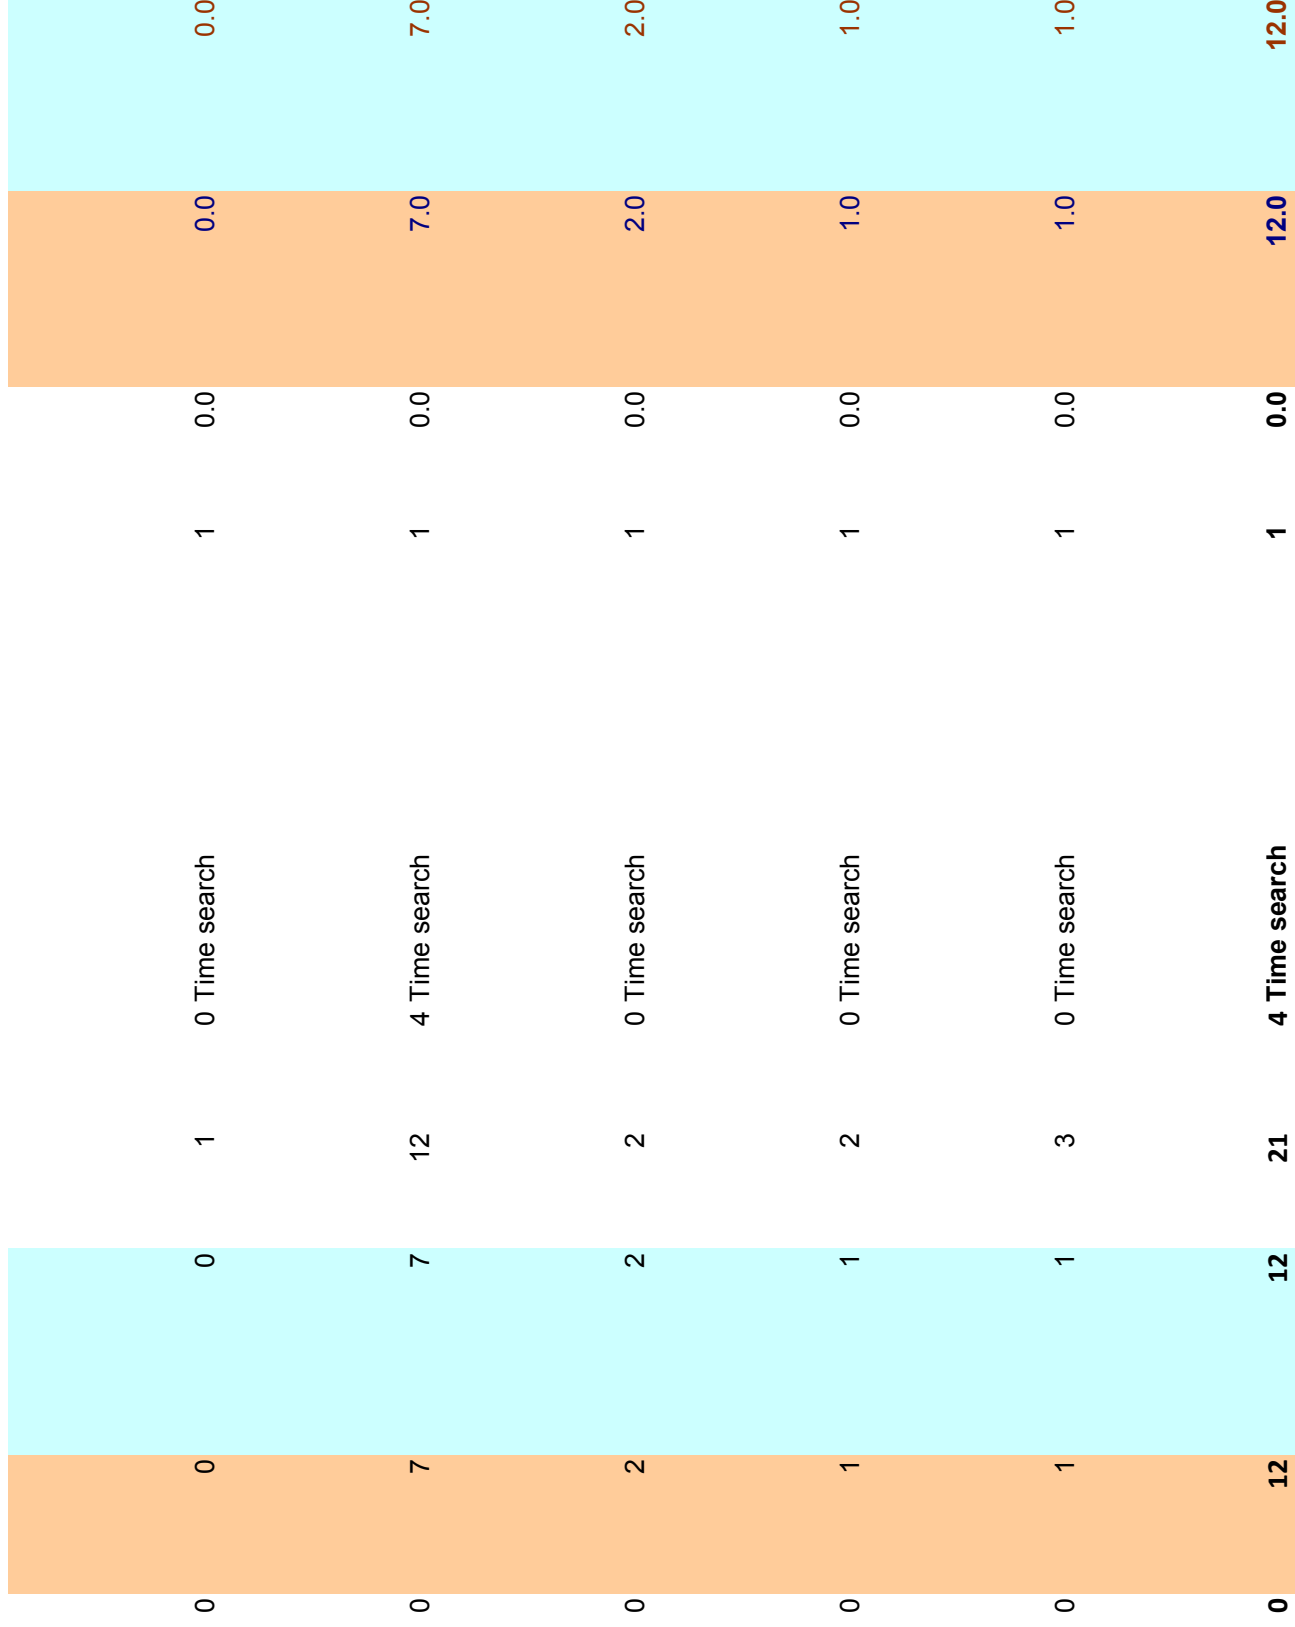 0 0 0 1 0 Time search 1 0.0 0.0 0.0
0 7 7 12 4 Time search 1 0.0 7.0 7.0
0 2 2 2 0 Time search 1 0.0 2.0 2.0
0 1 1 2 0 Time search 1 0.0 1.0 1.0
0 1 1 3 0 Time search 1 0.0 1.0 1.0
0 12 12 21 4 Time search 1 0.0 12.0 12.0